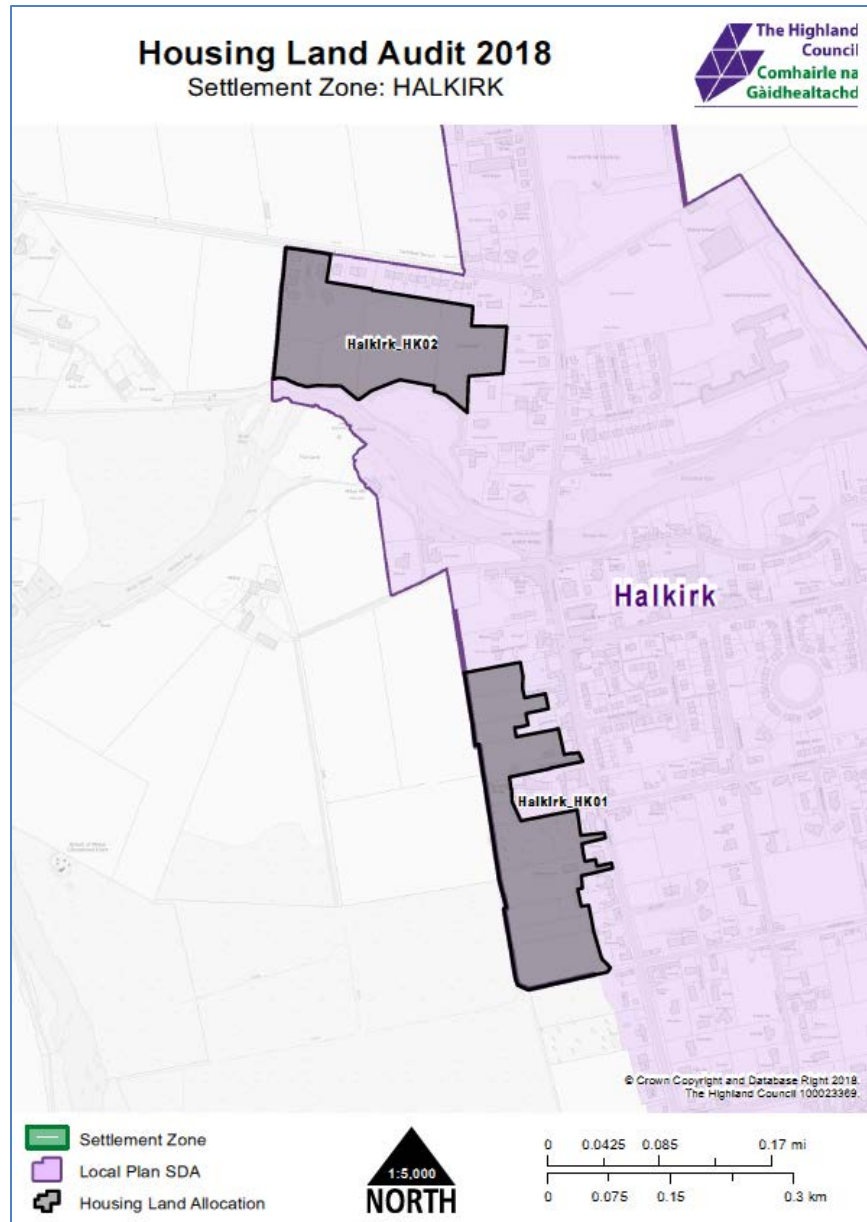 Housing Land Audit 2018
Settlement Zone: HALKIRK
The Highland
Council
Comhairle na
Gàidhealtachd
Halkirk_HK02
Halkirk
Halkirk_HK01
© Crown Copyright and Database Right 2018.
The Highland Council 100023369.
Settlement Zone
Local Plan SDA
Housing Land Allocation
1:5,000
NORTH
0 0.0425 0.085 0.17 mi
0 0.075 0.15 0.3 km